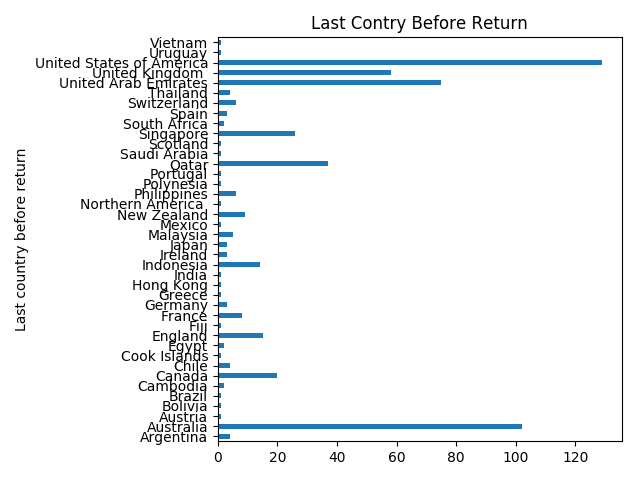 Last Contry Before Return
Vietnam
Uruguay
United States of America
United Kingdom
United Arab Emirates
Thailand
Switzerland
Spain
South Africa
Singapore
Scotland
Saudi Arabia
Qatar
Portugal
Polynesia
Philippines
Northern America
New Zealand
Mexico
Malaysia
Japan
Ireland
Indonesia
India
Hong Kong
Greece
Germany
France
Fiji
England
Egypt
Cook Islands
Chile
Canada
Cambodia
Brazil
Bolivia
Austria
Australia
Argentina
Last country before return
0 20 40 60 80 100 120